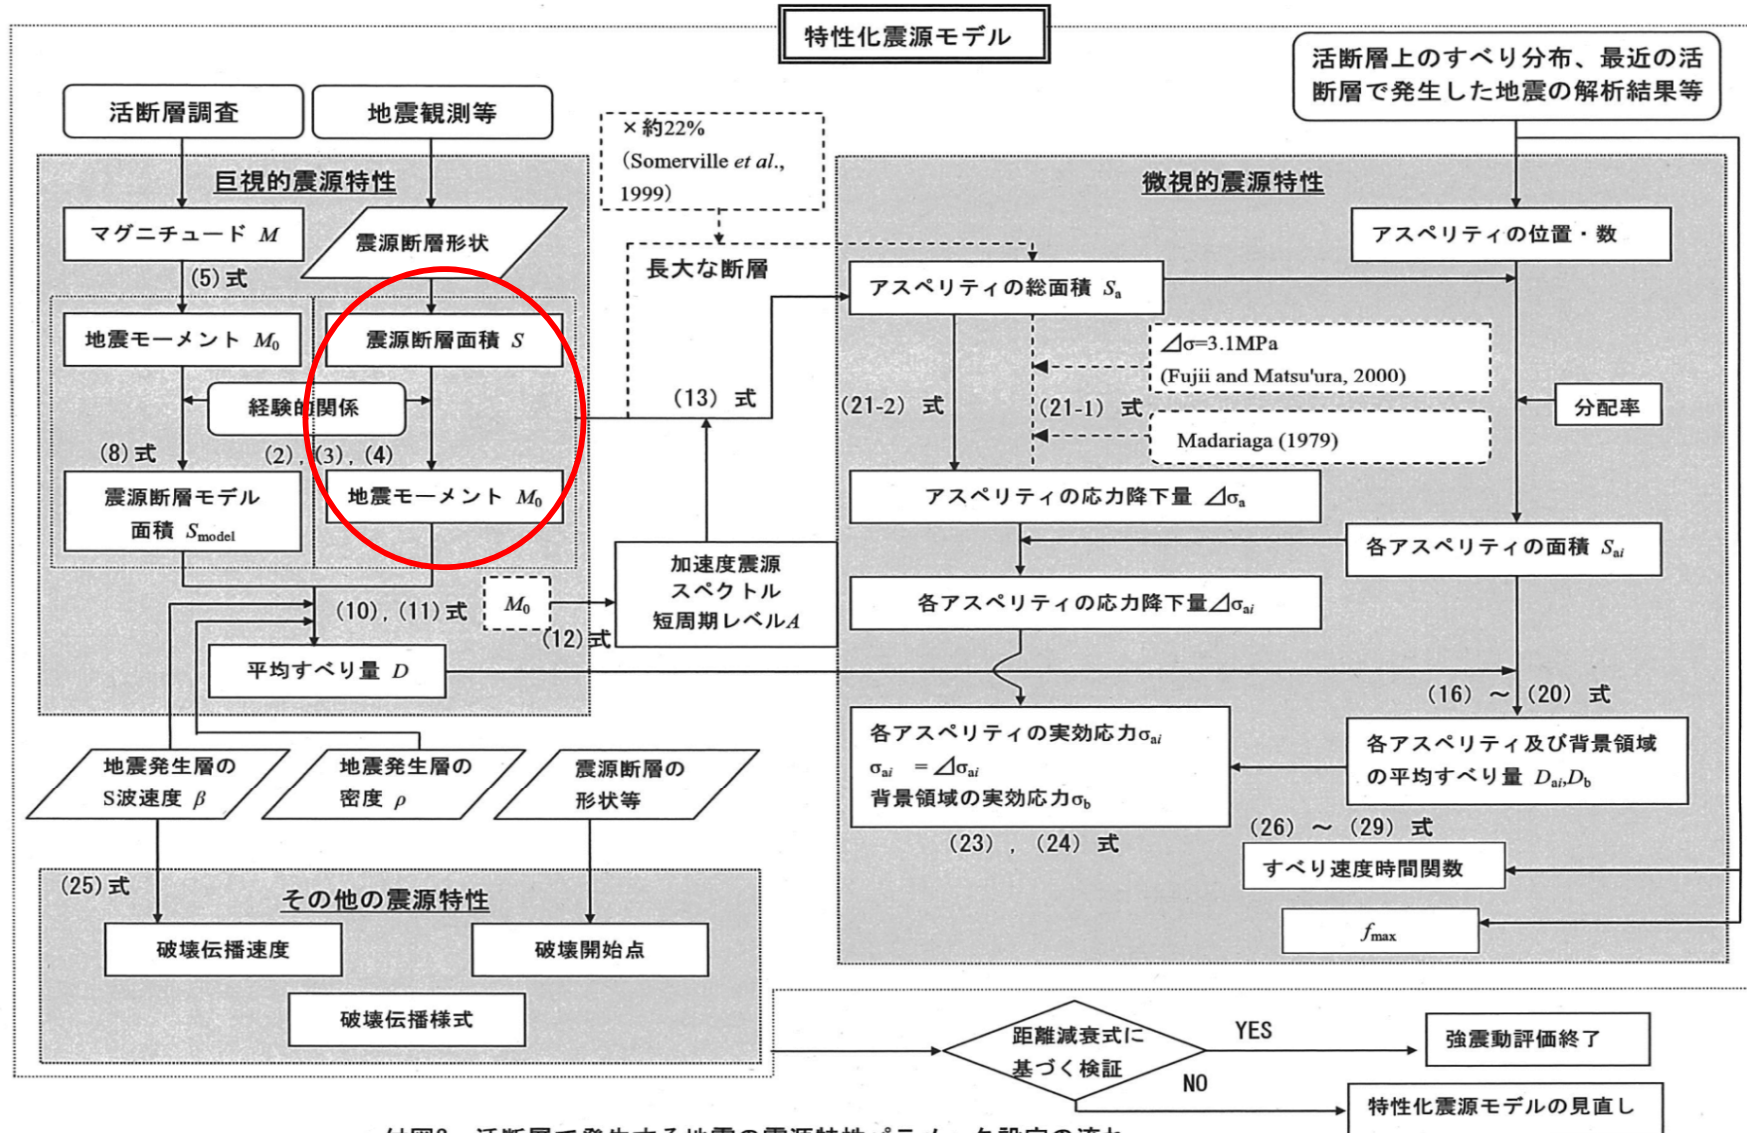 特性化震源モデル
活断層上のすべり分布、最近の活
断層で発生した地震の解析結果等
活断層調査
地震観測等
×約22%
(Somerville et al.,
1999)
巨視的震源特性
マグニチュード M
震源断層形状
(5)式
地震モーメント M₀
震源断層面積 S
経験的関係
(8)式
(2),(3),(4)
震源断層モデル
面積 Smodel
地震モーメント M₀
(10),(11)式
平均すべり量 D
長大な断層
(13) 式
M₀
(12)式
加速度震源
スペクトル
短周期レベルA
微視的震源特性
アスペリティの位置・数
アスペリティの総面積 Sa
⊿σ=3.1MPa
(Fujii and Matsu'ura, 2000)
(21-2) 式
(21-1) 式
Madariaga (1979)
分配率
アスペリティの応力降下量 ⊿σa
各アスペリティの面積 Sai
各アスペリティの応力降下量⊿σai
(16) ～ (20) 式
各アスペリティの実効応力σai
σai =⊿σai
背景領域の実効応力σb
各アスペリティ及び背景領域
の平均すべり量 Dai,Db
(23) , (24) 式
(26) ～ (29) 式
すべり速度時間関数
fmax
地震発生層の
S波速度 β
地震発生層の
密度 ρ
震源断層の
形状等
(25)式
その他の震源特性
破壊伝播速度
破壊開始点
破壊伝播様式
距離減衰式に
基づく検証
YES
強震動評価終了
NO
特性化震源モデルの見直し